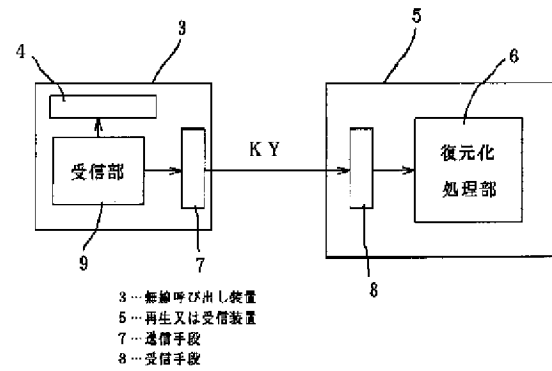 3
5
4
6
受信部
KY
復元化
処理部
9
7
8
3…無線呼び出し装置
5…再生又は受信装置
7…送信手段
8…受信手段